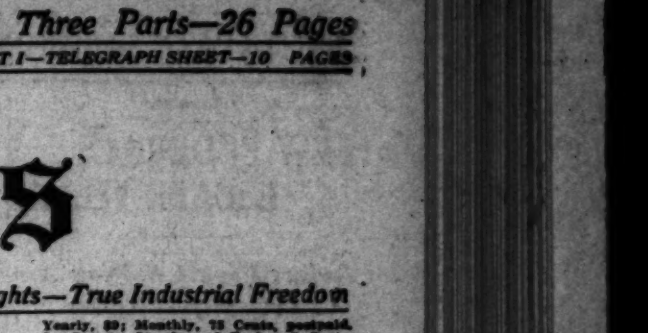 Three Parts—26 Pages
T I—TELEGRAPH SHEET—10 PAGES
S
ghts—True Industrial Freedom
Yearly, $9; Monthly, 75 Cents, postpaid.